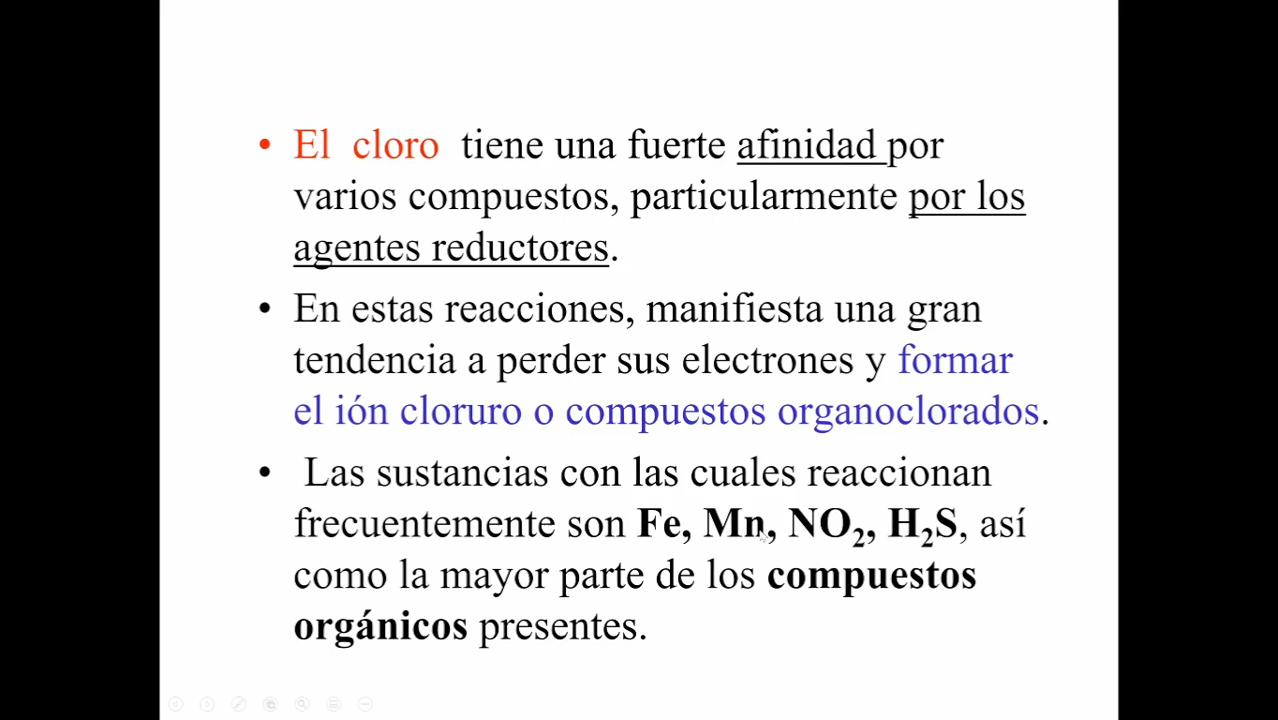 • El cloro tiene una fuerte afinidad por
varios compuestos, particularmente por los
agentes reductores.
• En estas reacciones, manifiesta una gran
tendencia a perder sus electrones y formar
el ión cloruro o compuestos organoclorados.
• Las sustancias con las cuales reaccionan
frecuentemente son Fe, Mn, NO₂, H₂S, así
como la mayor parte de los compuestos
orgánicos presentes.